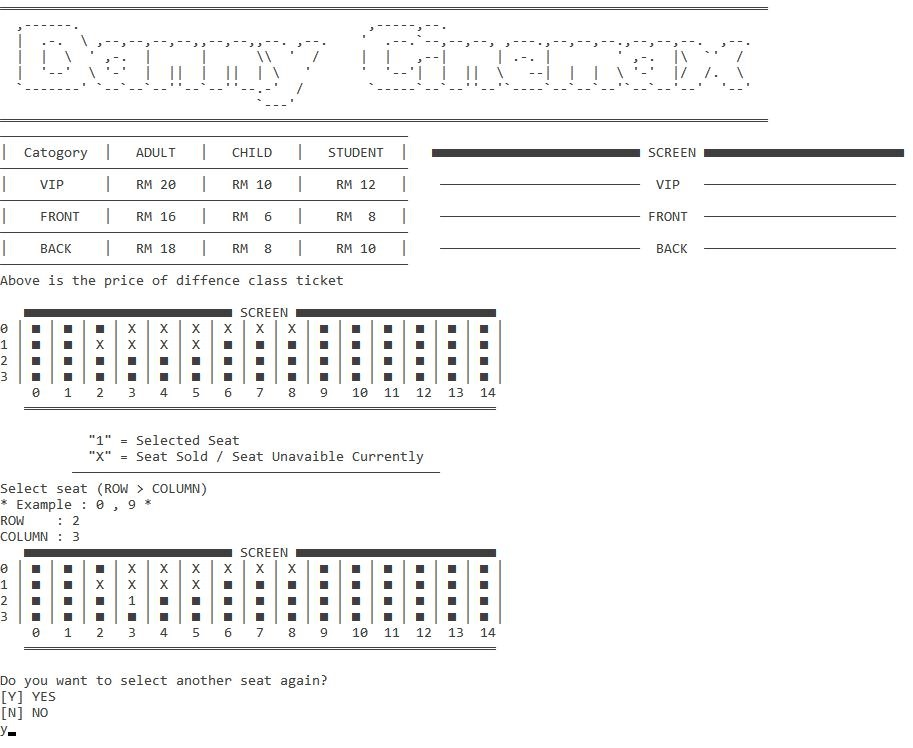 Danny Cinemax
| Catogory | ADULT | CHILD | STUDENT | SCREEN
| VIP | RM 20 | RM 10 | RM 12 | VIP
| FRONT | RM 16 | RM 6 | RM 8 | FRONT
| BACK | RM 18 | RM 8 | RM 10 | BACK
Above is the price of diffence class ticket
SCREEN
0 | ■ | ■ | ■ | X | X | X | X | X | X | ■ | ■ | ■ | ■ | ■ | ■ |
1 | ■ | ■ | X | X | X | X | ■ | ■ | ■ | ■ | ■ | ■ | ■ | ■ | ■ |
2 | ■ | ■ | ■ | ■ | ■ | ■ | ■ | ■ | ■ | ■ | ■ | ■ | ■ | ■ | ■ |
3 | ■ | ■ | ■ | ■ | ■ | ■ | ■ | ■ | ■ | ■ | ■ | ■ | ■ | ■ | ■ |
0 1 2 3 4 5 6 7 8 9 10 11 12 13 14
"1" = Selected Seat
"X" = Seat Sold / Seat Unavaible Currently
Select seat (ROW > COLUMN)
* Example : 0 , 9 *
ROW : 2
COLUMN : 3
SCREEN
0 | ■ | ■ | ■ | X | X | X | X | X | X | ■ | ■ | ■ | ■ | ■ | ■ |
1 | ■ | ■ | X | X | X | X | ■ | ■ | ■ | ■ | ■ | ■ | ■ | ■ | ■ |
2 | ■ | ■ | ■ | 1 | ■ | ■ | ■ | ■ | ■ | ■ | ■ | ■ | ■ | ■ | ■ |
3 | ■ | ■ | ■ | ■ | ■ | ■ | ■ | ■ | ■ | ■ | ■ | ■ | ■ | ■ | ■ |
0 1 2 3 4 5 6 7 8 9 10 11 12 13 14
Do you want to select another seat again?
[Y] YES
[N] NO
y